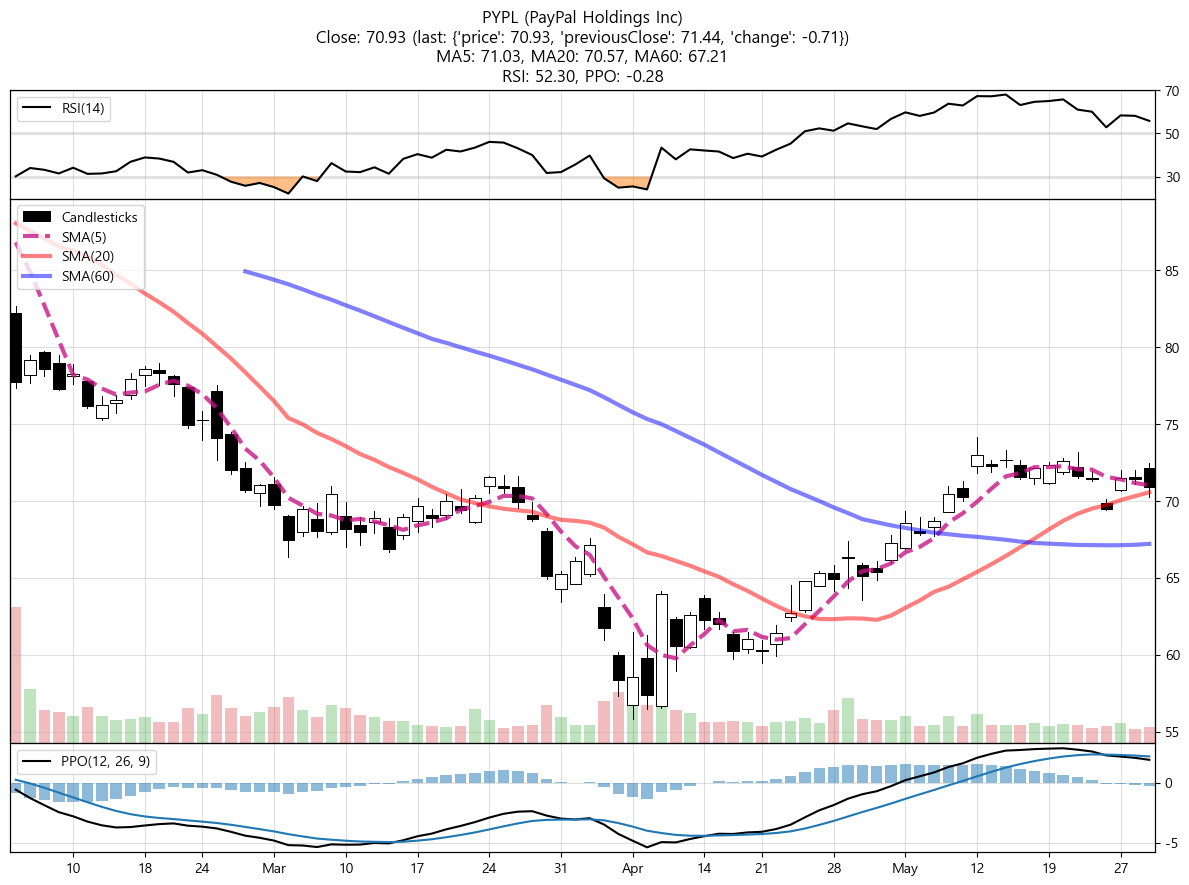 PYPL (PayPal Holdings Inc)
Close: 70.93 (last: {'price': 70.93, 'previousClose': 71.44, 'change': -0.71})
MA5: 71.03, MA20: 70.57, MA60: 67.21
RSI: 52.30, PPO: -0.28
RSI(14)
70
50
30
Candlesticks
SMA(5)
SMA(20)
SMA(60)
85
80
75
70
65
60
55
PPO(12, 26, 9)
0
-5
10 18 24 Mar 10 17 24 31 Apr 14 21 28 May 12 19 27